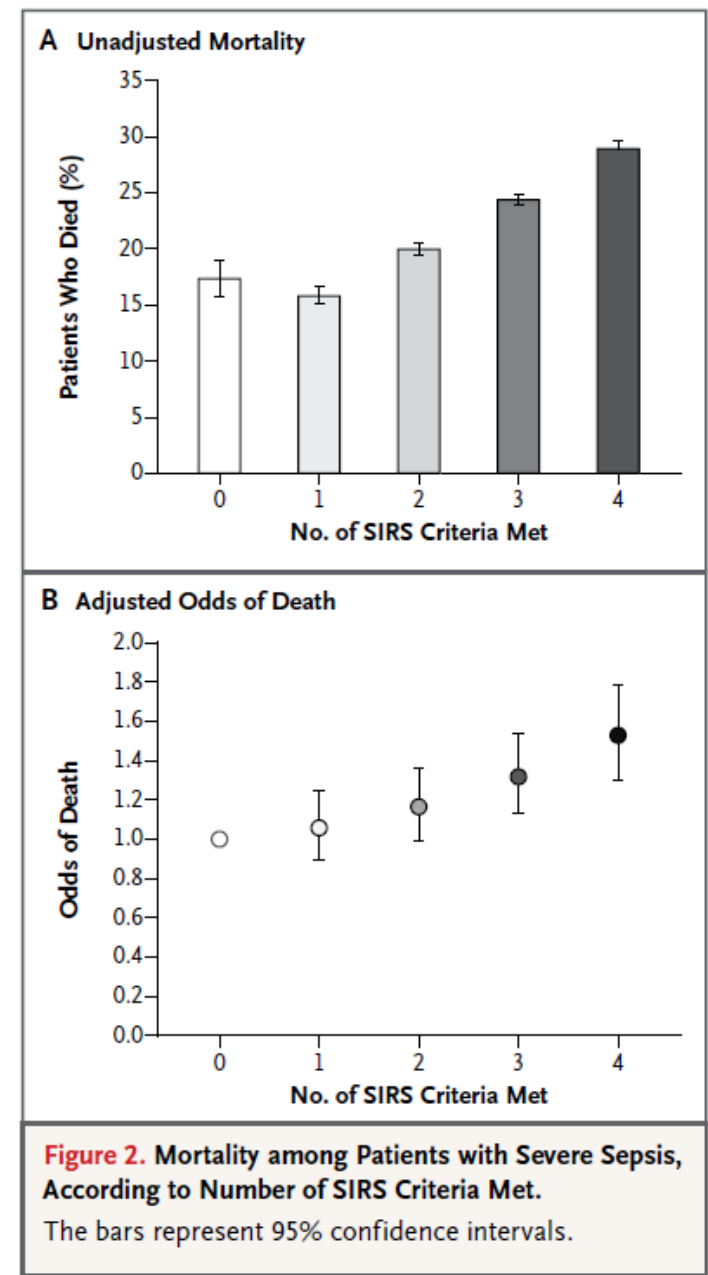 A Unadjusted Mortality
35
30
25
20
15
10
5
0
Patients Who Died (%)
0 1 2 3 4
No. of SIRS Criteria Met
B Adjusted Odds of Death
2.0
1.8
1.6
1.4
1.2
1.0
0.8
0.6
0.4
0.2
0.0
Odds of Death
0 1 2 3 4
No. of SIRS Criteria Met
Figure 2. Mortality among Patients with Severe Sepsis,
According to Number of SIRS Criteria Met.
The bars represent 95% confidence intervals.